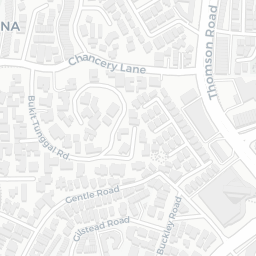 NA
Chancery Lane
Thomson Road
Bukit Tunggal Rd
Gentle Road
Gilstead Road
Buckley Road